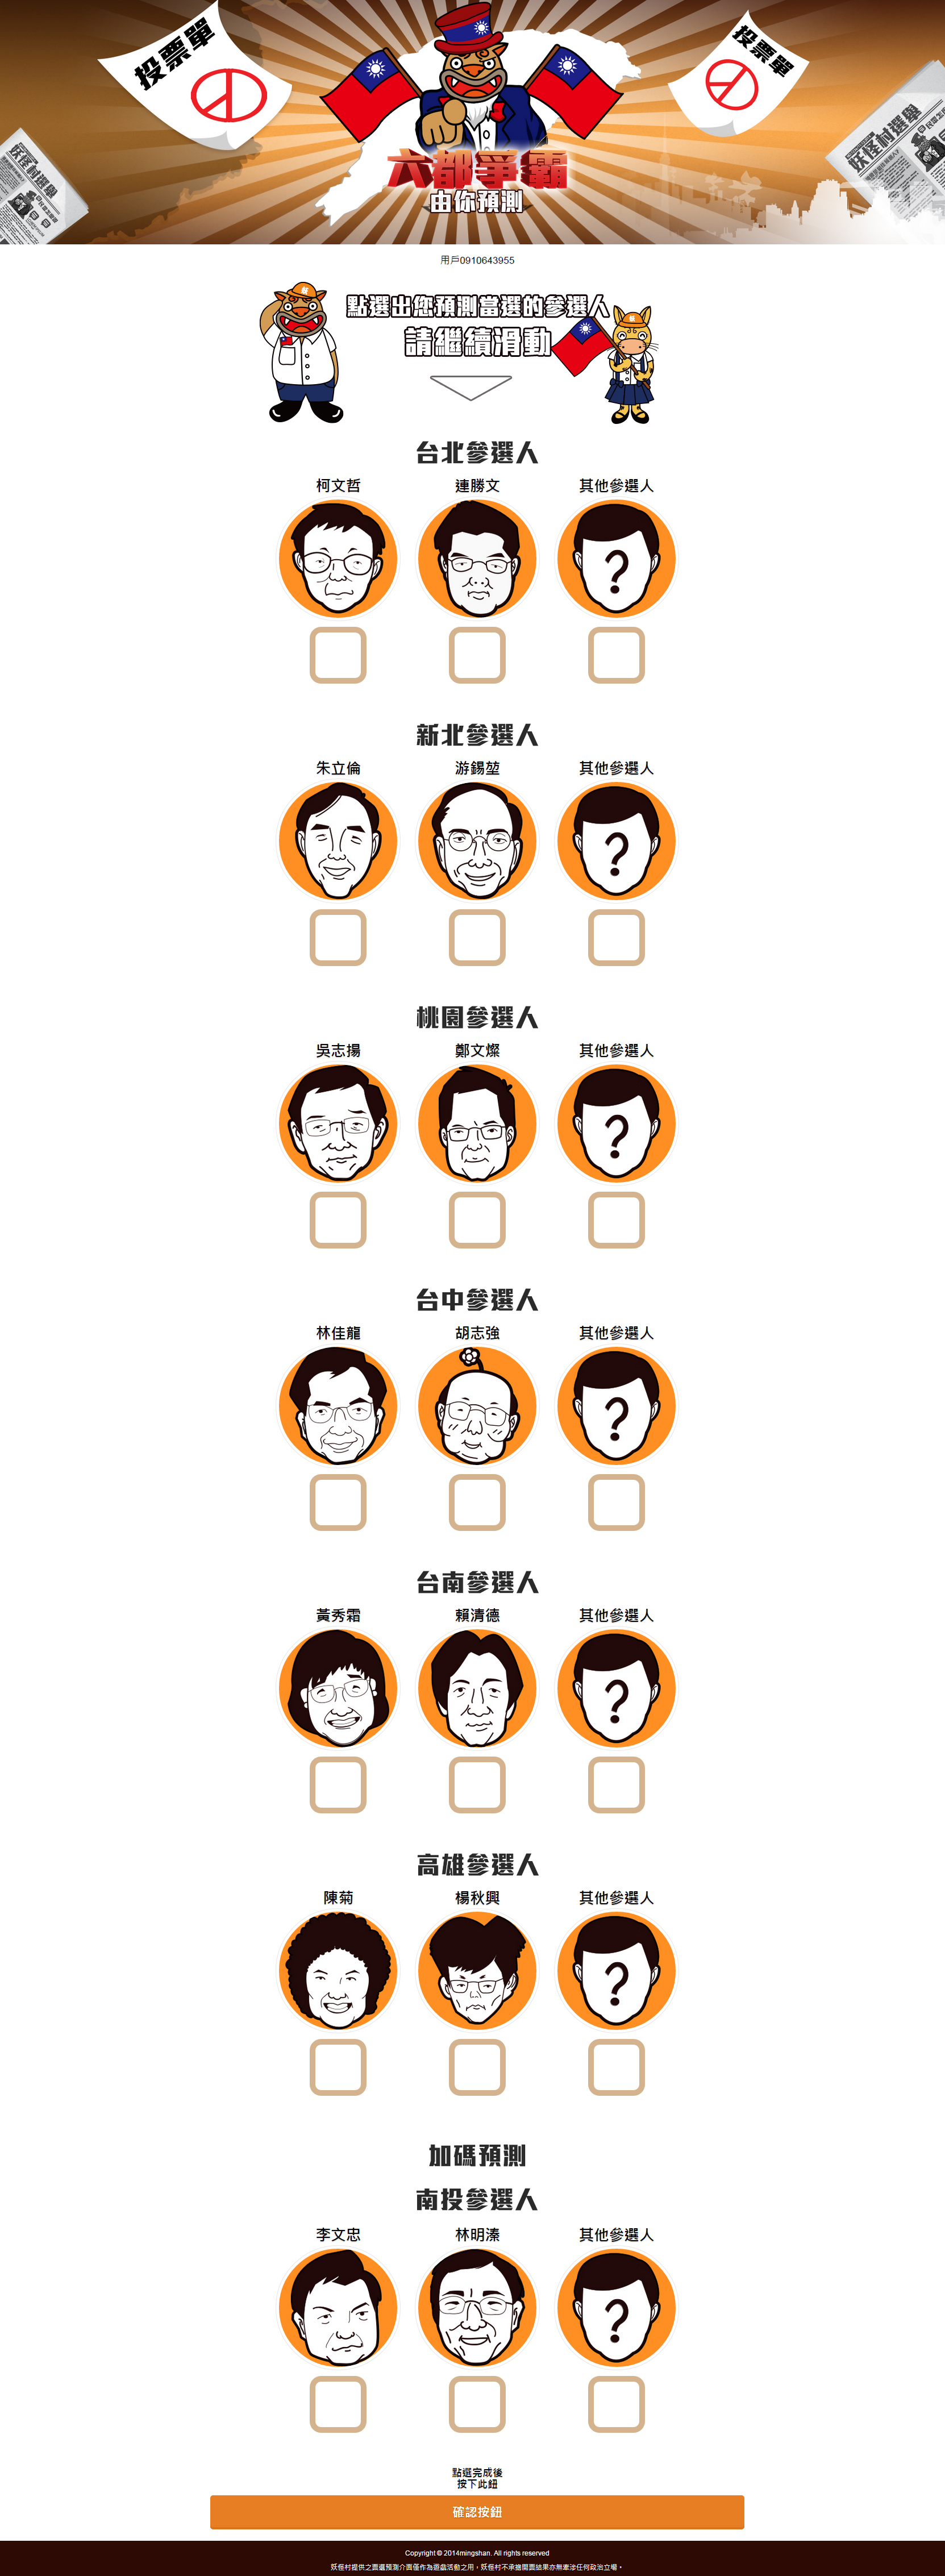 投票單
投票單
妖怪村選舉
妖怪村選舉
六都爭霸
由你預測
用戶0910643955
點選出您預測當選的參選人
請繼續滑動
台北參選人
柯文哲 連勝文 其他參選人
新北參選人
朱立倫 游錫堃 其他參選人
桃園參選人
吳志揚 鄭文燦 其他參選人
台中參選人
林佳龍 胡志強 其他參選人
台南參選人
黃秀霜 賴清德 其他參選人
高雄參選人
陳菊 楊秋興 其他參選人
加碼預測
南投參選人
李文忠 林明溱 其他參選人
點選完成後
按下此鈕
確認按鈕
Copyright © 2014mingshan. All rights reserved
妖怪村提供之圈選預測介面僅作為遊戲活動之用，妖怪村不承擔開票結果亦無牽涉任何政治立場。